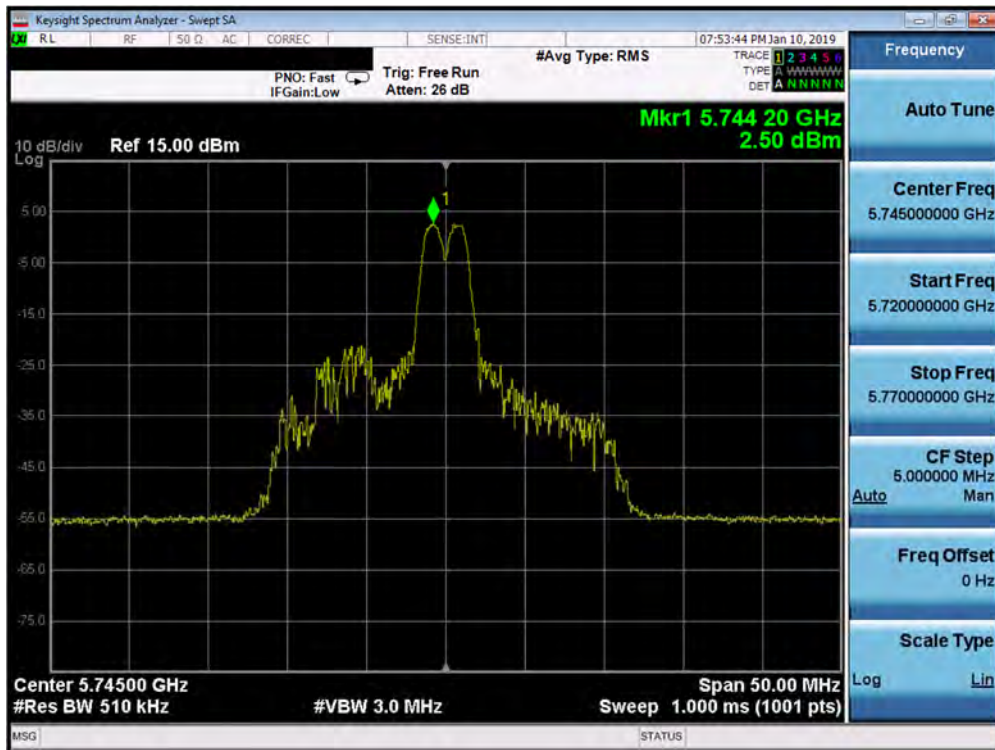 Keysight Spectrum Analyzer - Swept SA
LXI RL RF 50 Ω AC CORREC SENSE:INT 07:53:44 PM Jan 10, 2019
#Avg Type: RMS
TRACE 1 2 3 4 5 6
PNO: Fast Trig: Free Run
TYPE A WWWWW
IFGain:Low Atten: 26 dB
DET A N N N N N
Mkr1 5.744 20 GHz
2.50 dBm
10 dB/div Ref 15.00 dBm
Log
1
5.00
-5.00
-15.0
-25.0
-35.0
-45.0
-55.0
-65.0
-75.0
Center 5.74500 GHz Span 50.00 MHz
#Res BW 510 kHz #VBW 3.0 MHz Sweep 1.000 ms (1001 pts)
MSG STATUS
Frequency
Auto Tune
Center Freq
5.745000000 GHz
Start Freq
5.720000000 GHz
Stop Freq
5.770000000 GHz
CF Step
5.000000 MHz
Auto Man
Freq Offset
0 Hz
Scale Type
Log Lin